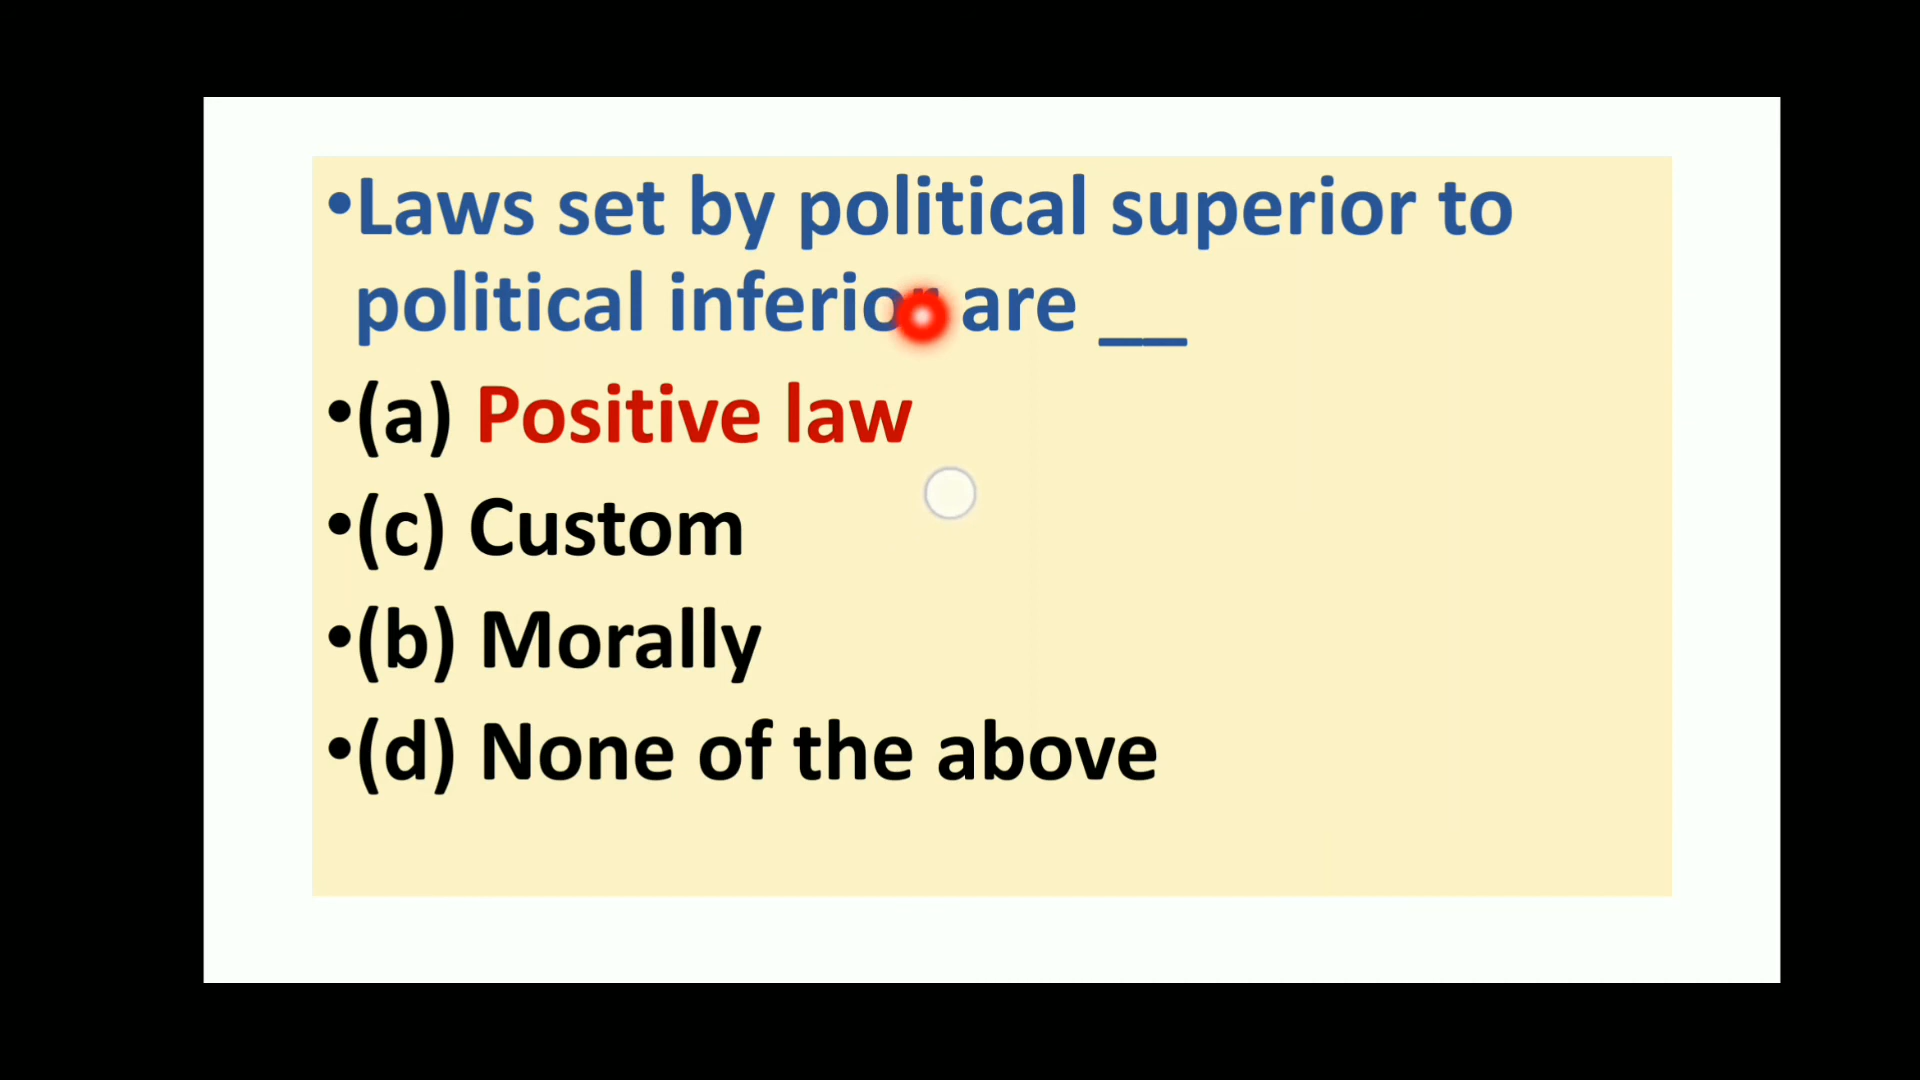 •Laws set by political superior to
political inferior are __
•(a) Positive law
•(c) Custom
•(b) Morally
•(d) None of the above